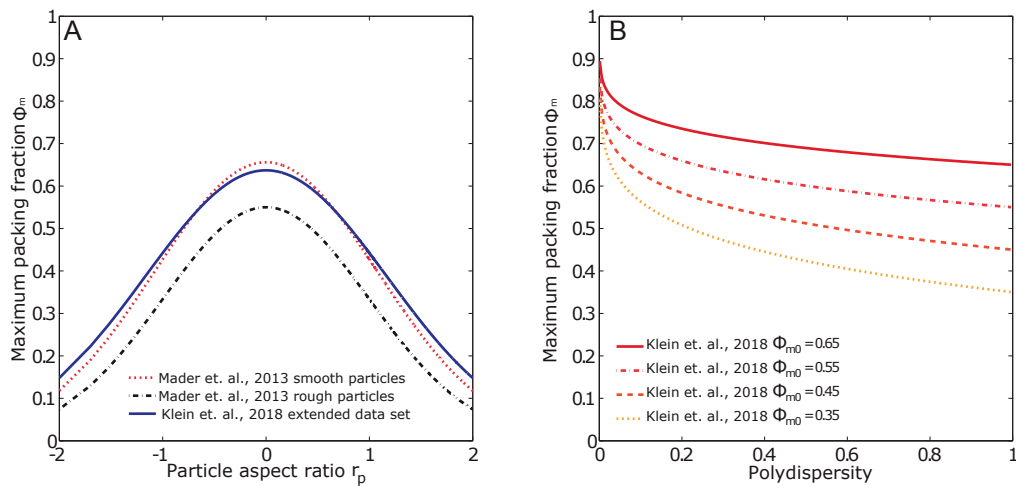 A
Maximum packing fraction Φm
1
0.9
0.8
0.7
0.6
0.5
0.4
0.3
0.2
0.1
0
-2
-1
0
1
2
Particle aspect ratio rp
Mader et. al., 2013 smooth particles
Mader et. al., 2013 rough particles
Klein et. al., 2018 extended data set
B
Maximum packing fraction Φm
1
0.9
0.8
0.7
0.6
0.5
0.4
0.3
0.2
0.1
0
0
0.2
0.4
0.6
0.8
1
Polydispersity
Klein et. al., 2018 Φm0=0.65
Klein et. al., 2018 Φm0=0.55
Klein et. al., 2018 Φm0=0.45
Klein et. al., 2018 Φm0=0.35